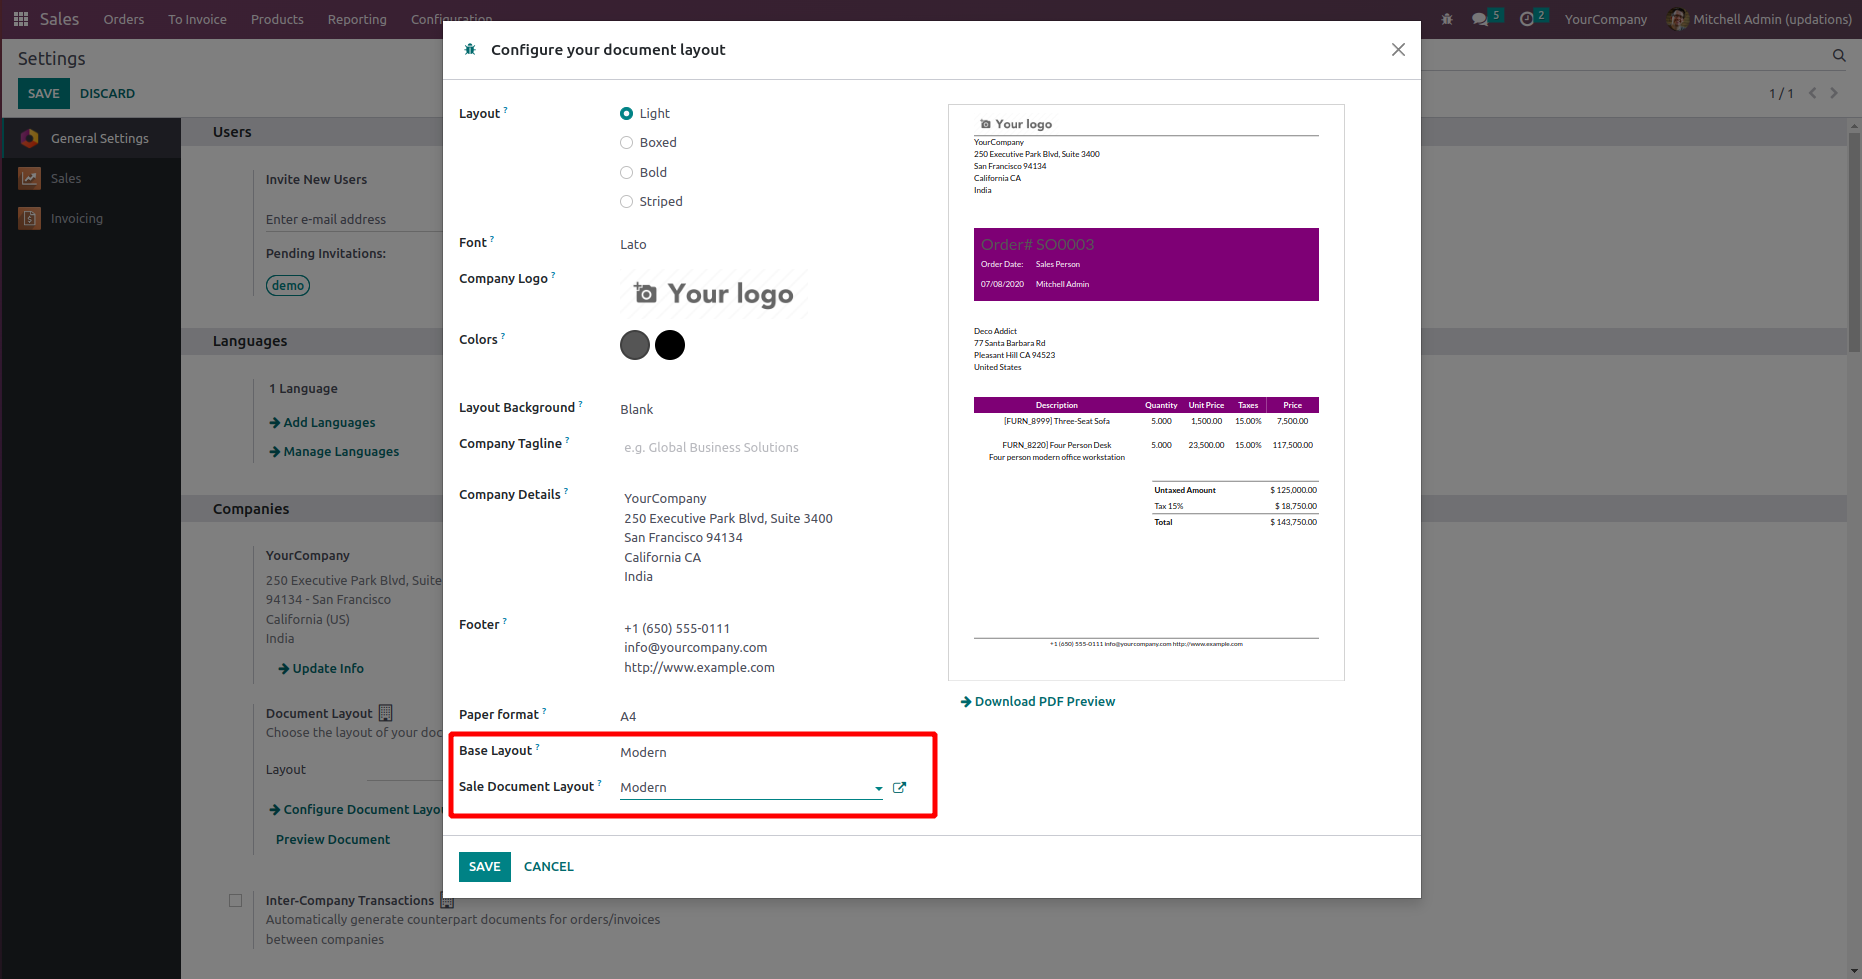 Sales
Orders
To Invoice
Products
Reporting
Configuration
5
2
YourCompany
Mitchell Admin (updations)
Settings
SAVE
DISCARD
1 / 1
General Settings
Sales
Invoicing
Users
Invite New Users
Enter e-mail address
Pending Invitations:
demo
Languages
1 Language
Add Languages
Manage Languages
Companies
YourCompany
250 Executive Park Blvd, Suite
94134 - San Francisco
California (US)
India
Update Info
Document Layout
Choose the layout of your doc
Layout
Configure Document Layou
Preview Document
Inter-Company Transactions
Automatically generate counterpart documents for orders/invoices
between companies
Configure your document layout
Layout ?
Light
Boxed
Bold
Striped
Font ?
Lato
Company Logo ?
Your logo
Colors ?
Layout Background ?
Blank
Company Tagline ?
e.g. Global Business Solutions
Company Details ?
YourCompany
250 Executive Park Blvd, Suite 3400
San Francisco 94134
California CA
India
Footer ?
+1 (650) 555-0111
info@yourcompany.com
http://www.example.com
Paper format ?
A4
Base Layout ?
Modern
Sale Document Layout ?
Modern
SAVE
CANCEL
Your logo
YourCompany
250 Executive Park Blvd, Suite 3400
San Francisco 94134
California CA
India
Order# SO0003
Order Date: Sales Person
07/08/2020 Mitchell Admin
Deco Addict
77 Santa Barbara Rd
Pleasant Hill CA 94523
United States
Description Quantity Unit Price Taxes Price
[FURN_8999] Three-Seat Sofa 5.000 1,500.00 15.00% 7,500.00
FURN_8220] Four Person Desk 5.000 23,500.00 15.00% 117,500.00
Four person modern office workstation
Untaxed Amount $ 125,000.00
Tax 15% $ 18,750.00
Total $ 143,750.00
+1 (650) 555-0111 info@yourcompany.com http://www.example.com
Download PDF Preview